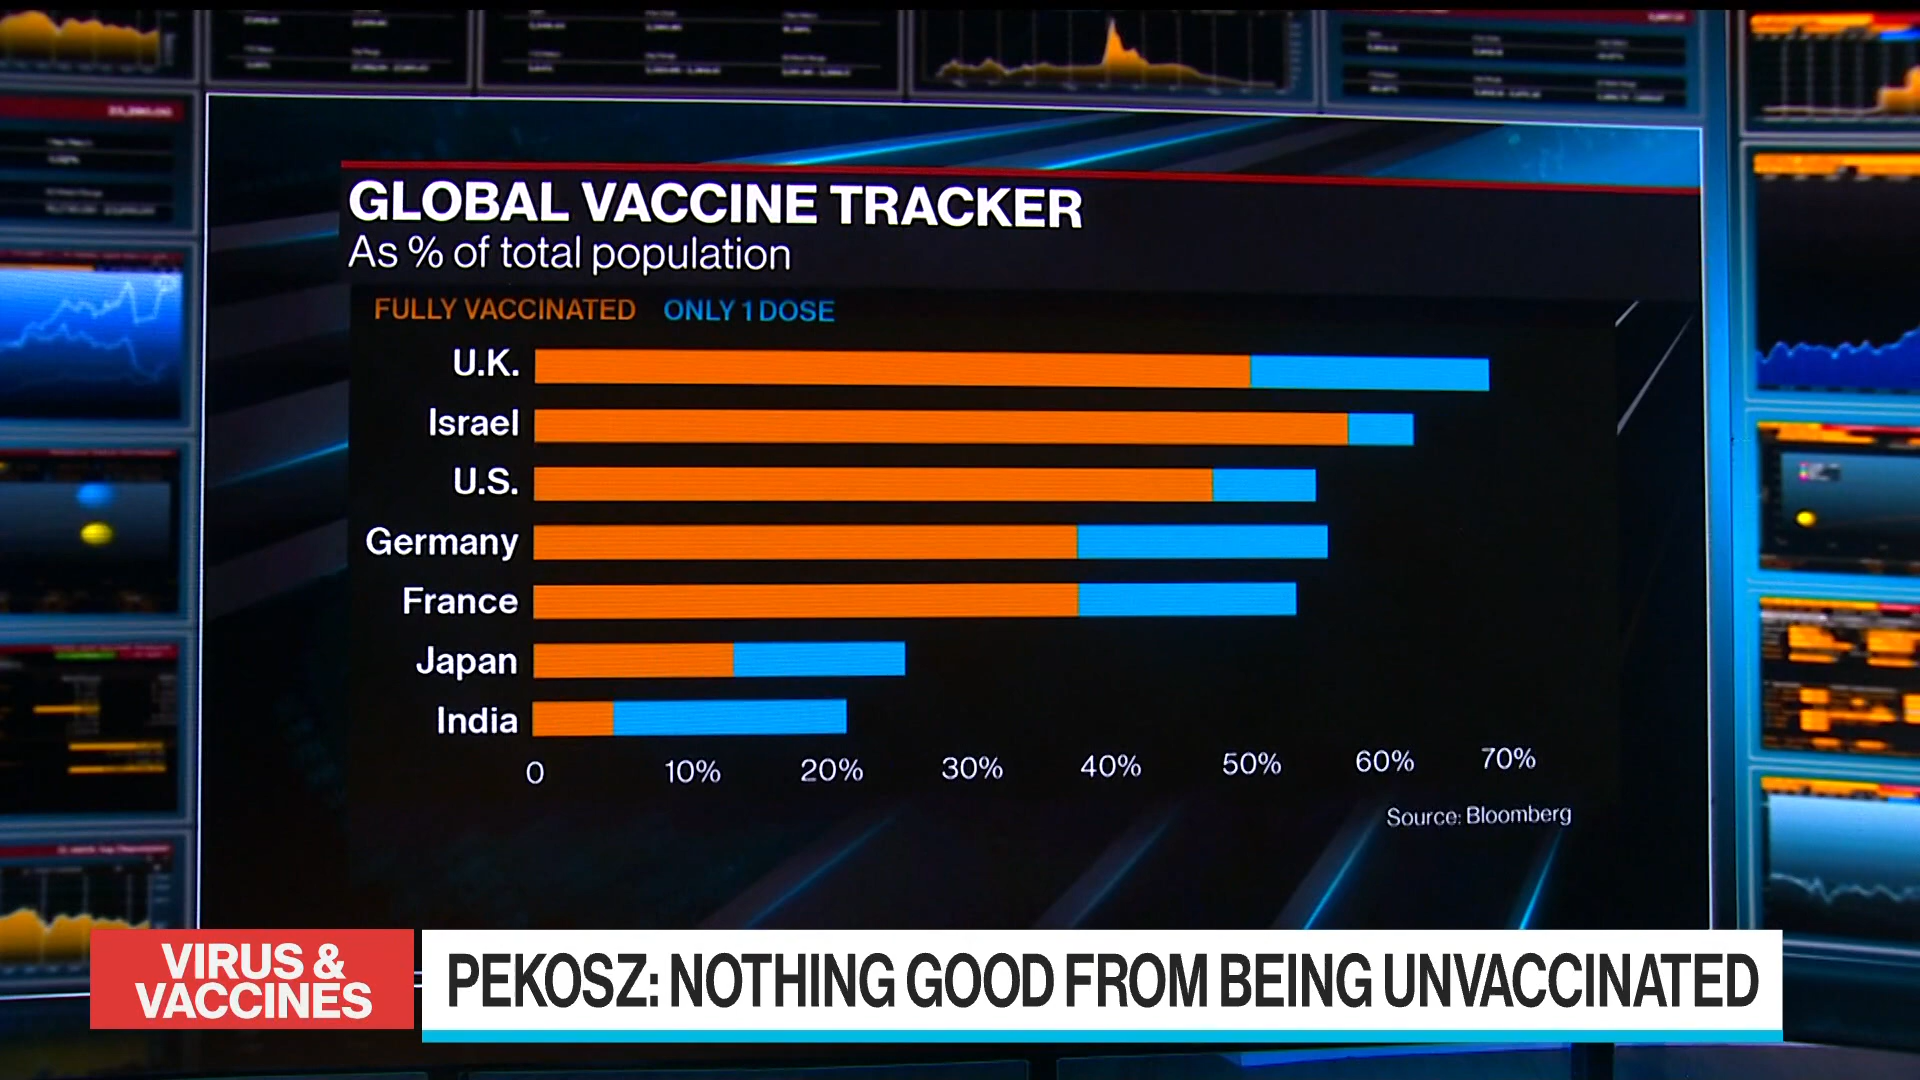 GLOBAL VACCINE TRACKER
As % of total population
FULLY VACCINATED ONLY 1 DOSE
U.K.
Israel
U.S.
Germany
France
Japan
India
0 10% 20% 30% 40% 50% 60% 70%
Source: Bloomberg
VIRUS &
VACCINES
PEKOSZ: NOTHING GOOD FROM BEING UNVACCINATED